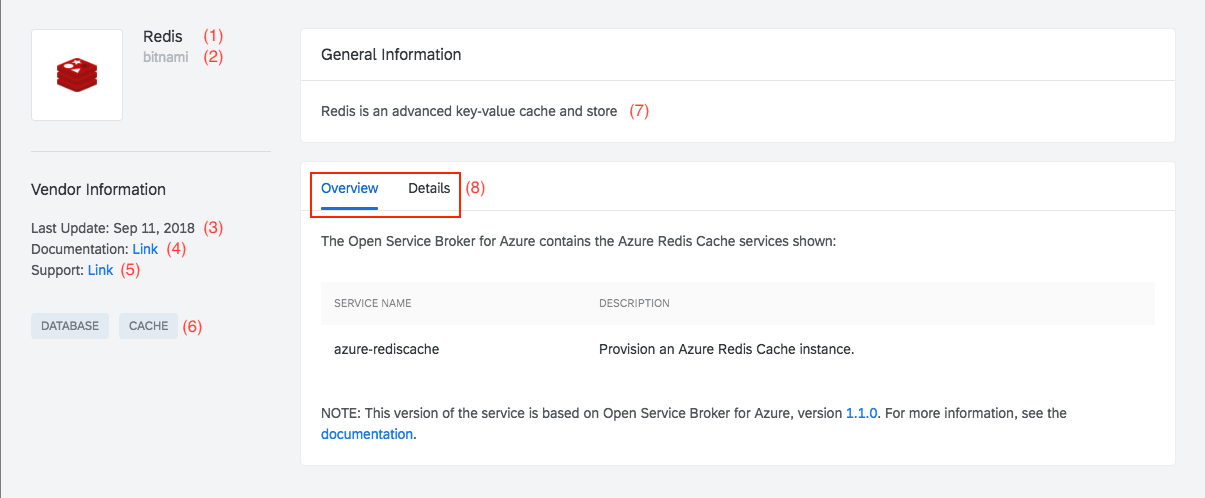 Redis (1)
bitnami (2)
Vendor Information
Last Update: Sep 11, 2018 (3)
Documentation: Link (4)
Support: Link (5)
DATABASE CACHE (6)
General Information
Redis is an advanced key-value cache and store (7)
Overview Details (8)
The Open Service Broker for Azure contains the Azure Redis Cache services shown:
SERVICE NAME DESCRIPTION
azure-rediscache Provision an Azure Redis Cache instance.
NOTE: This version of the service is based on Open Service Broker for Azure, version 1.1.0. For more information, see the
documentation.